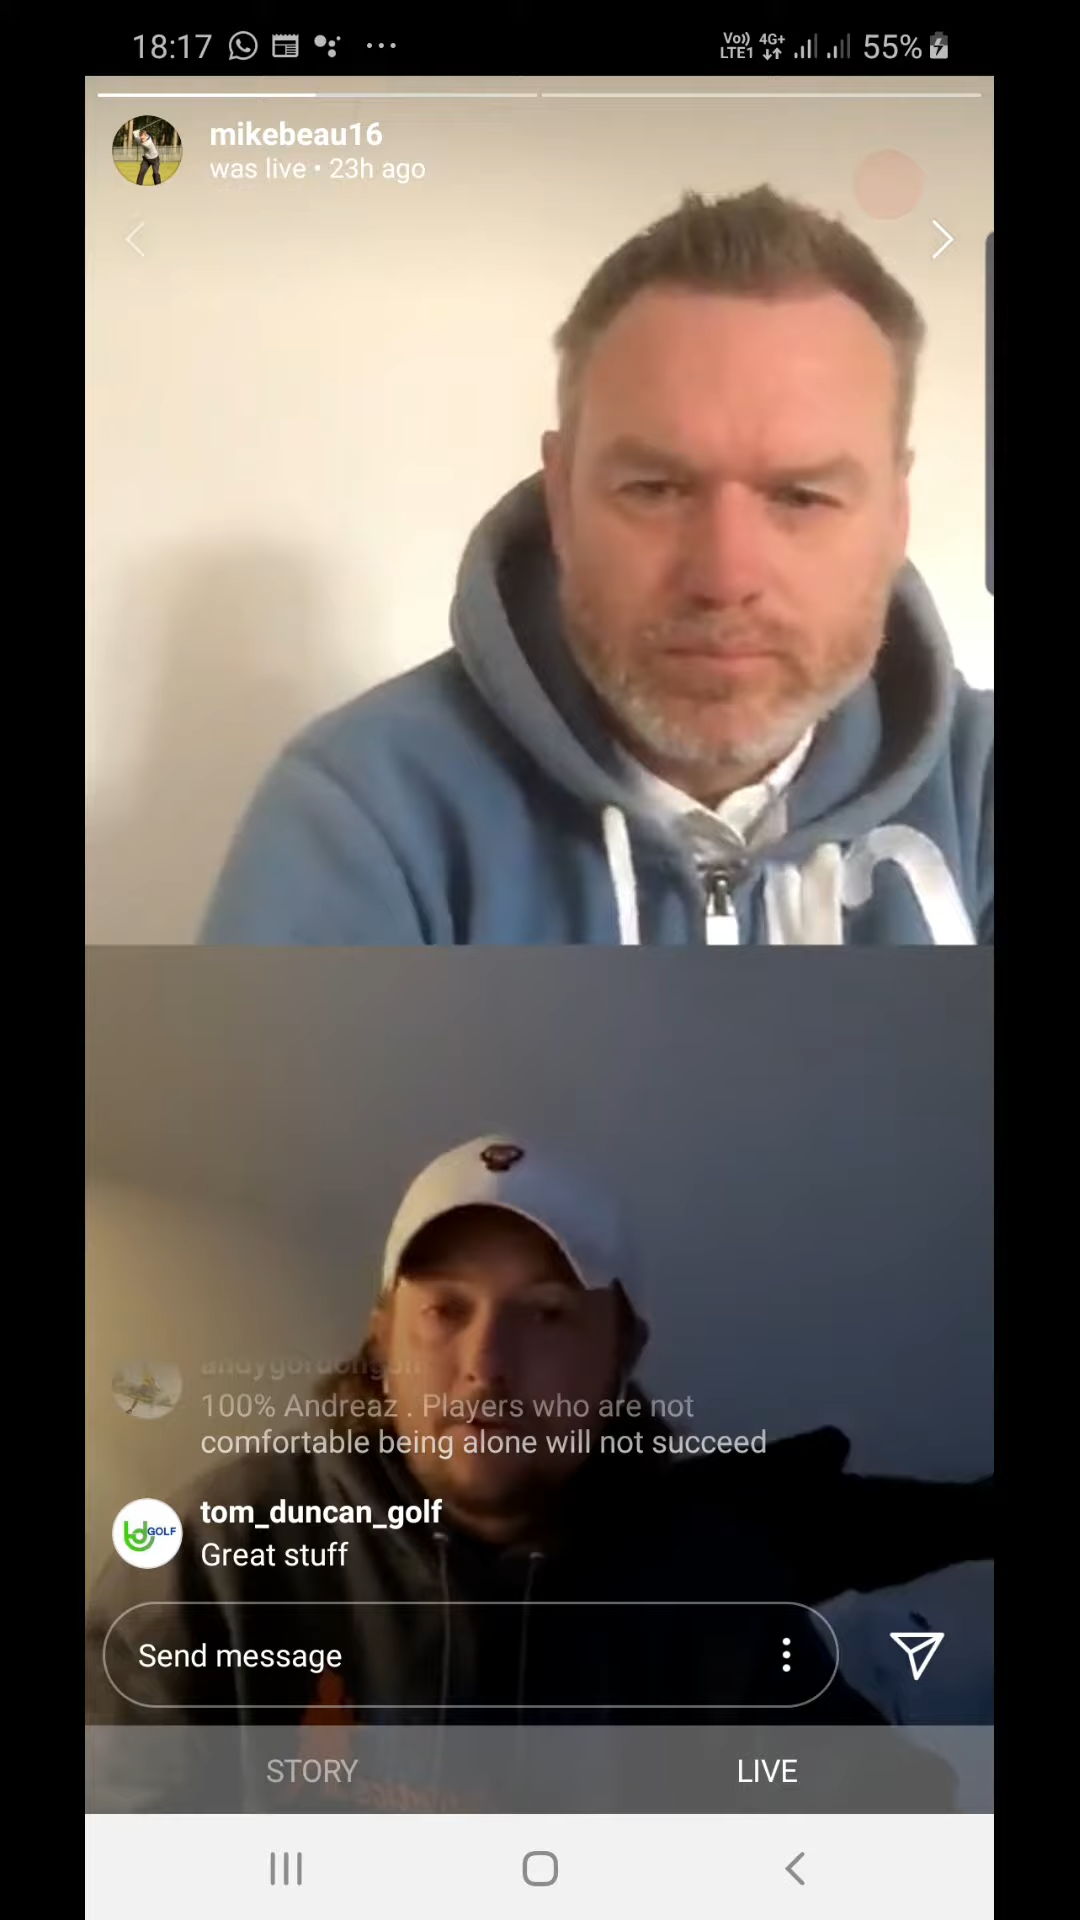 18:17
Vo)) LTE1 4G+ 55%
mikebeau16
was live • 23h ago
andygordongolf
100% Andreaz . Players who are not
comfortable being alone will not succeed
tom_duncan_golf
GOLF
Great stuff
Send message
STORY LIVE